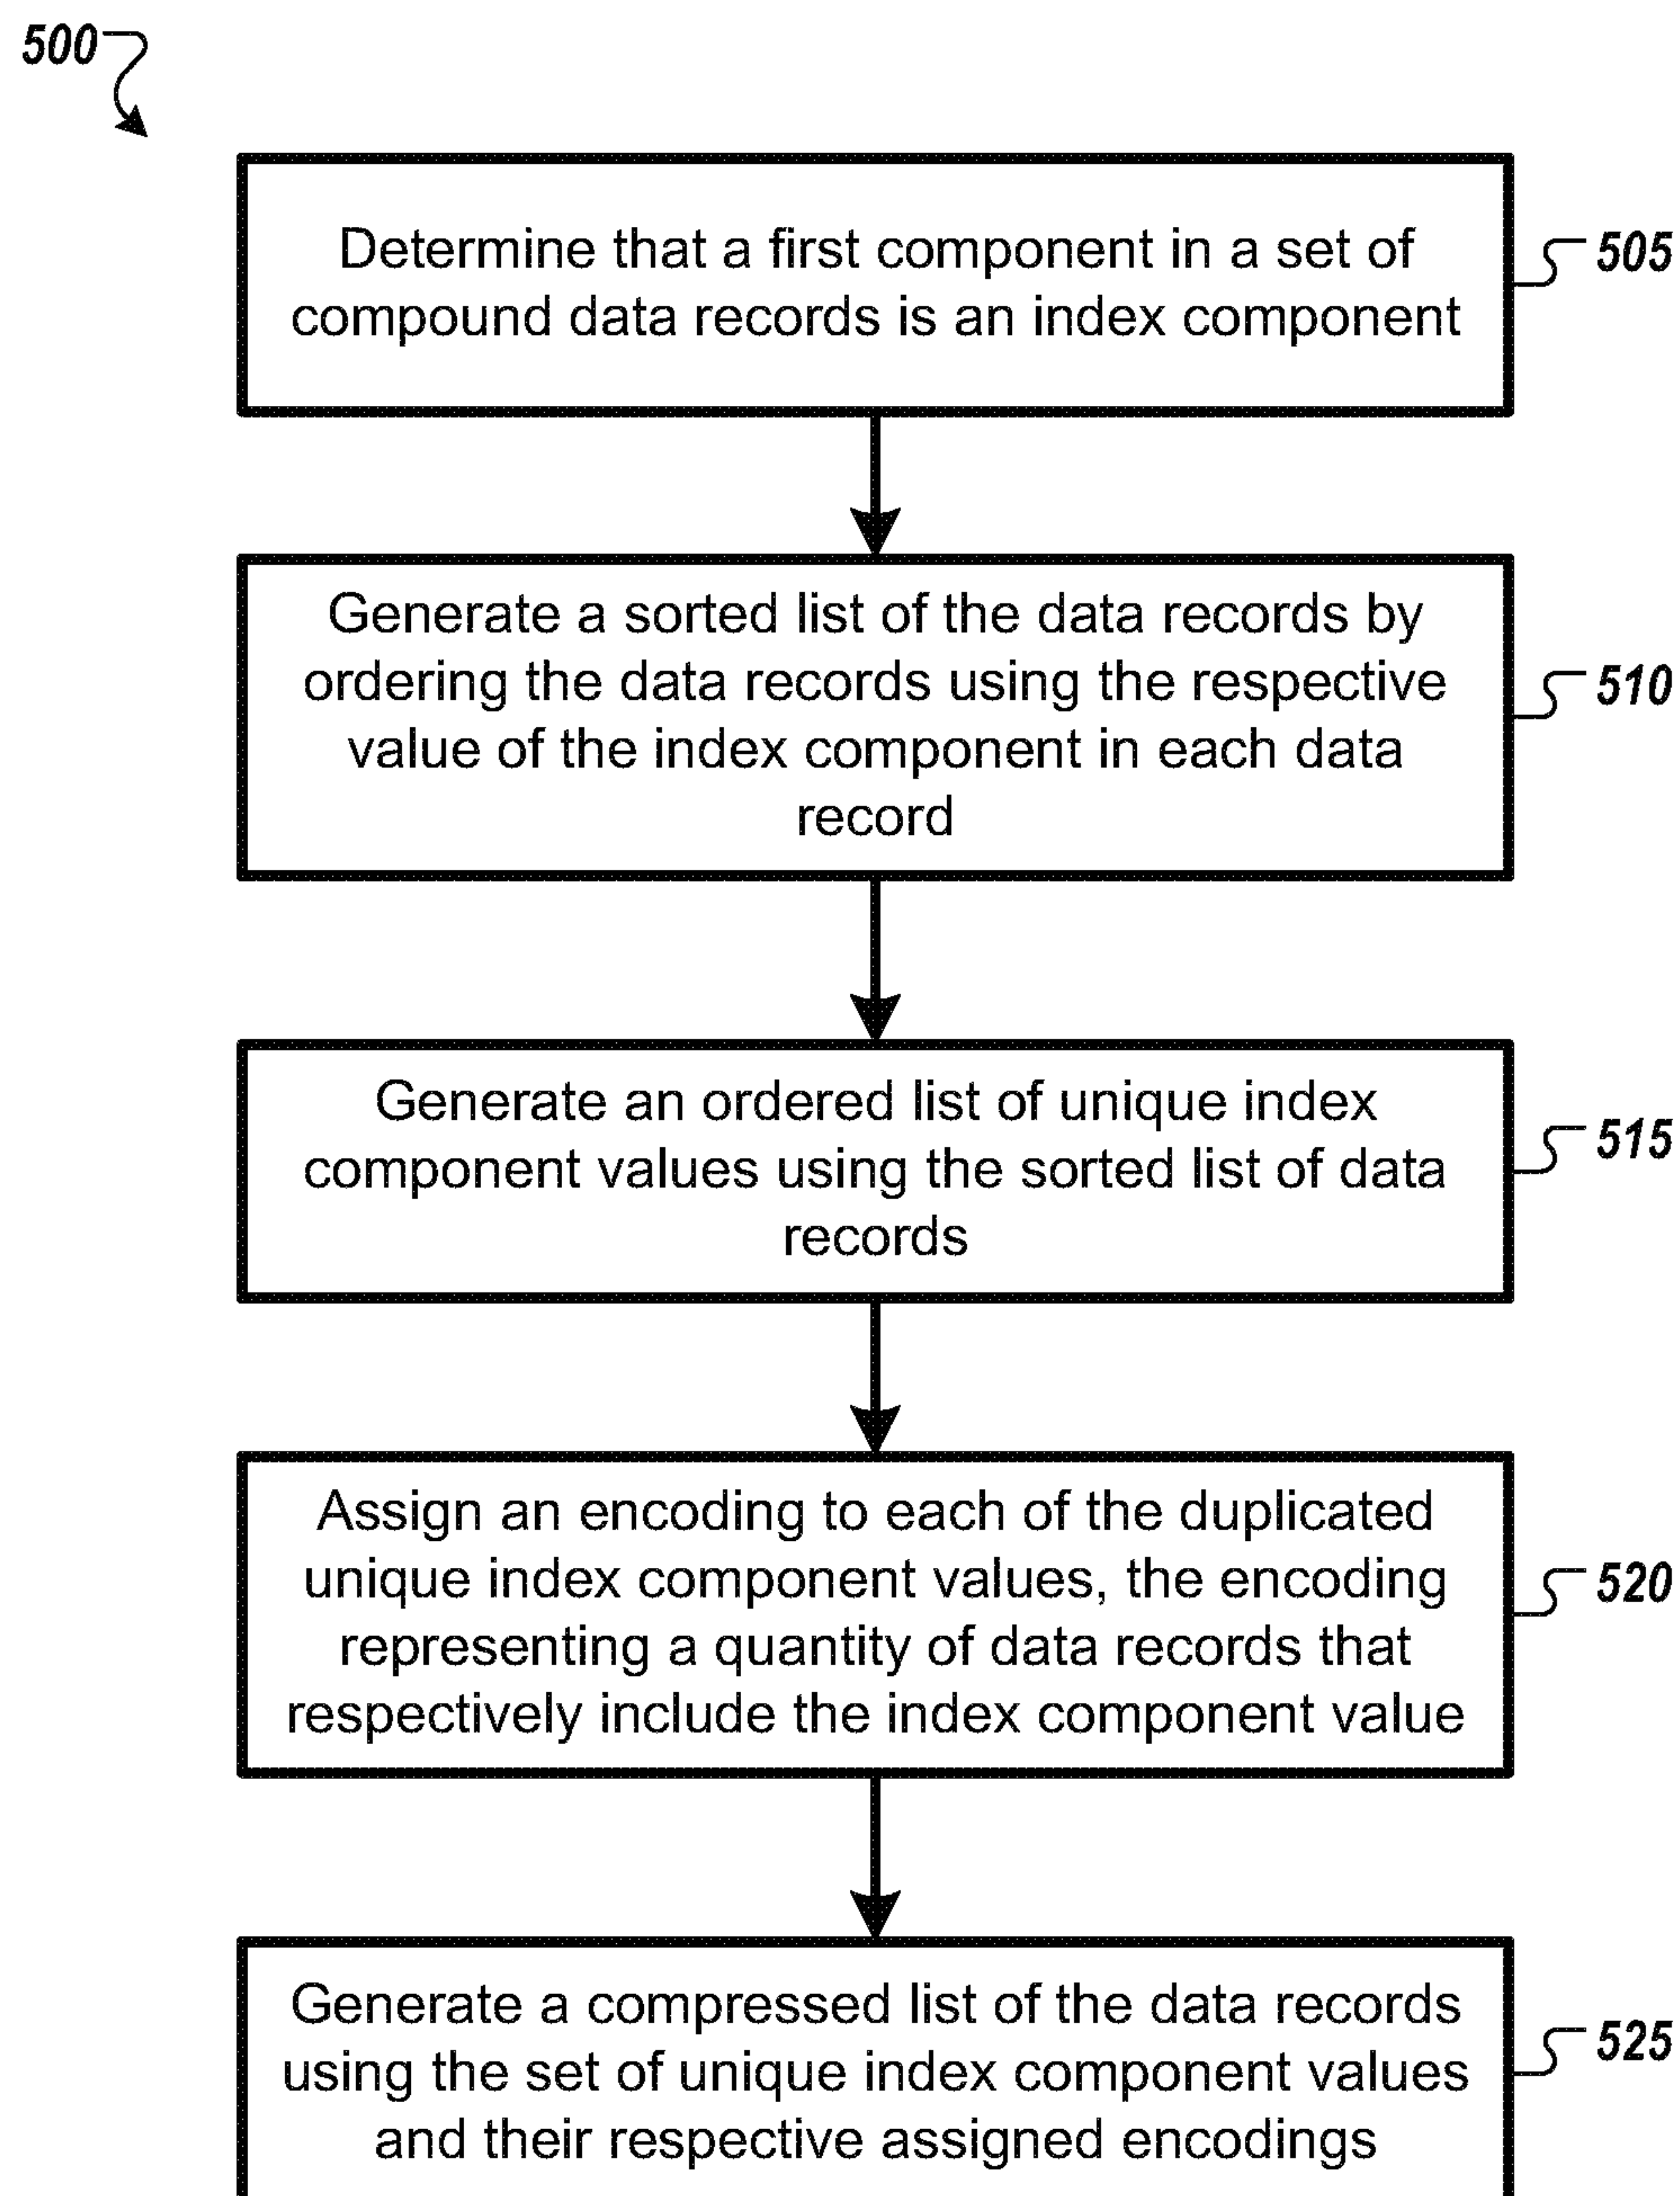 500
Determine that a first component in a set of
compound data records is an index component
505
Generate a sorted list of the data records by
ordering the data records using the respective
value of the index component in each data
record
510
Generate an ordered list of unique index
component values using the sorted list of data
records
515
Assign an encoding to each of the duplicated
unique index component values, the encoding
representing a quantity of data records that
respectively include the index component value
520
Generate a compressed list of the data records
using the set of unique index component values
and their respective assigned encodings
525